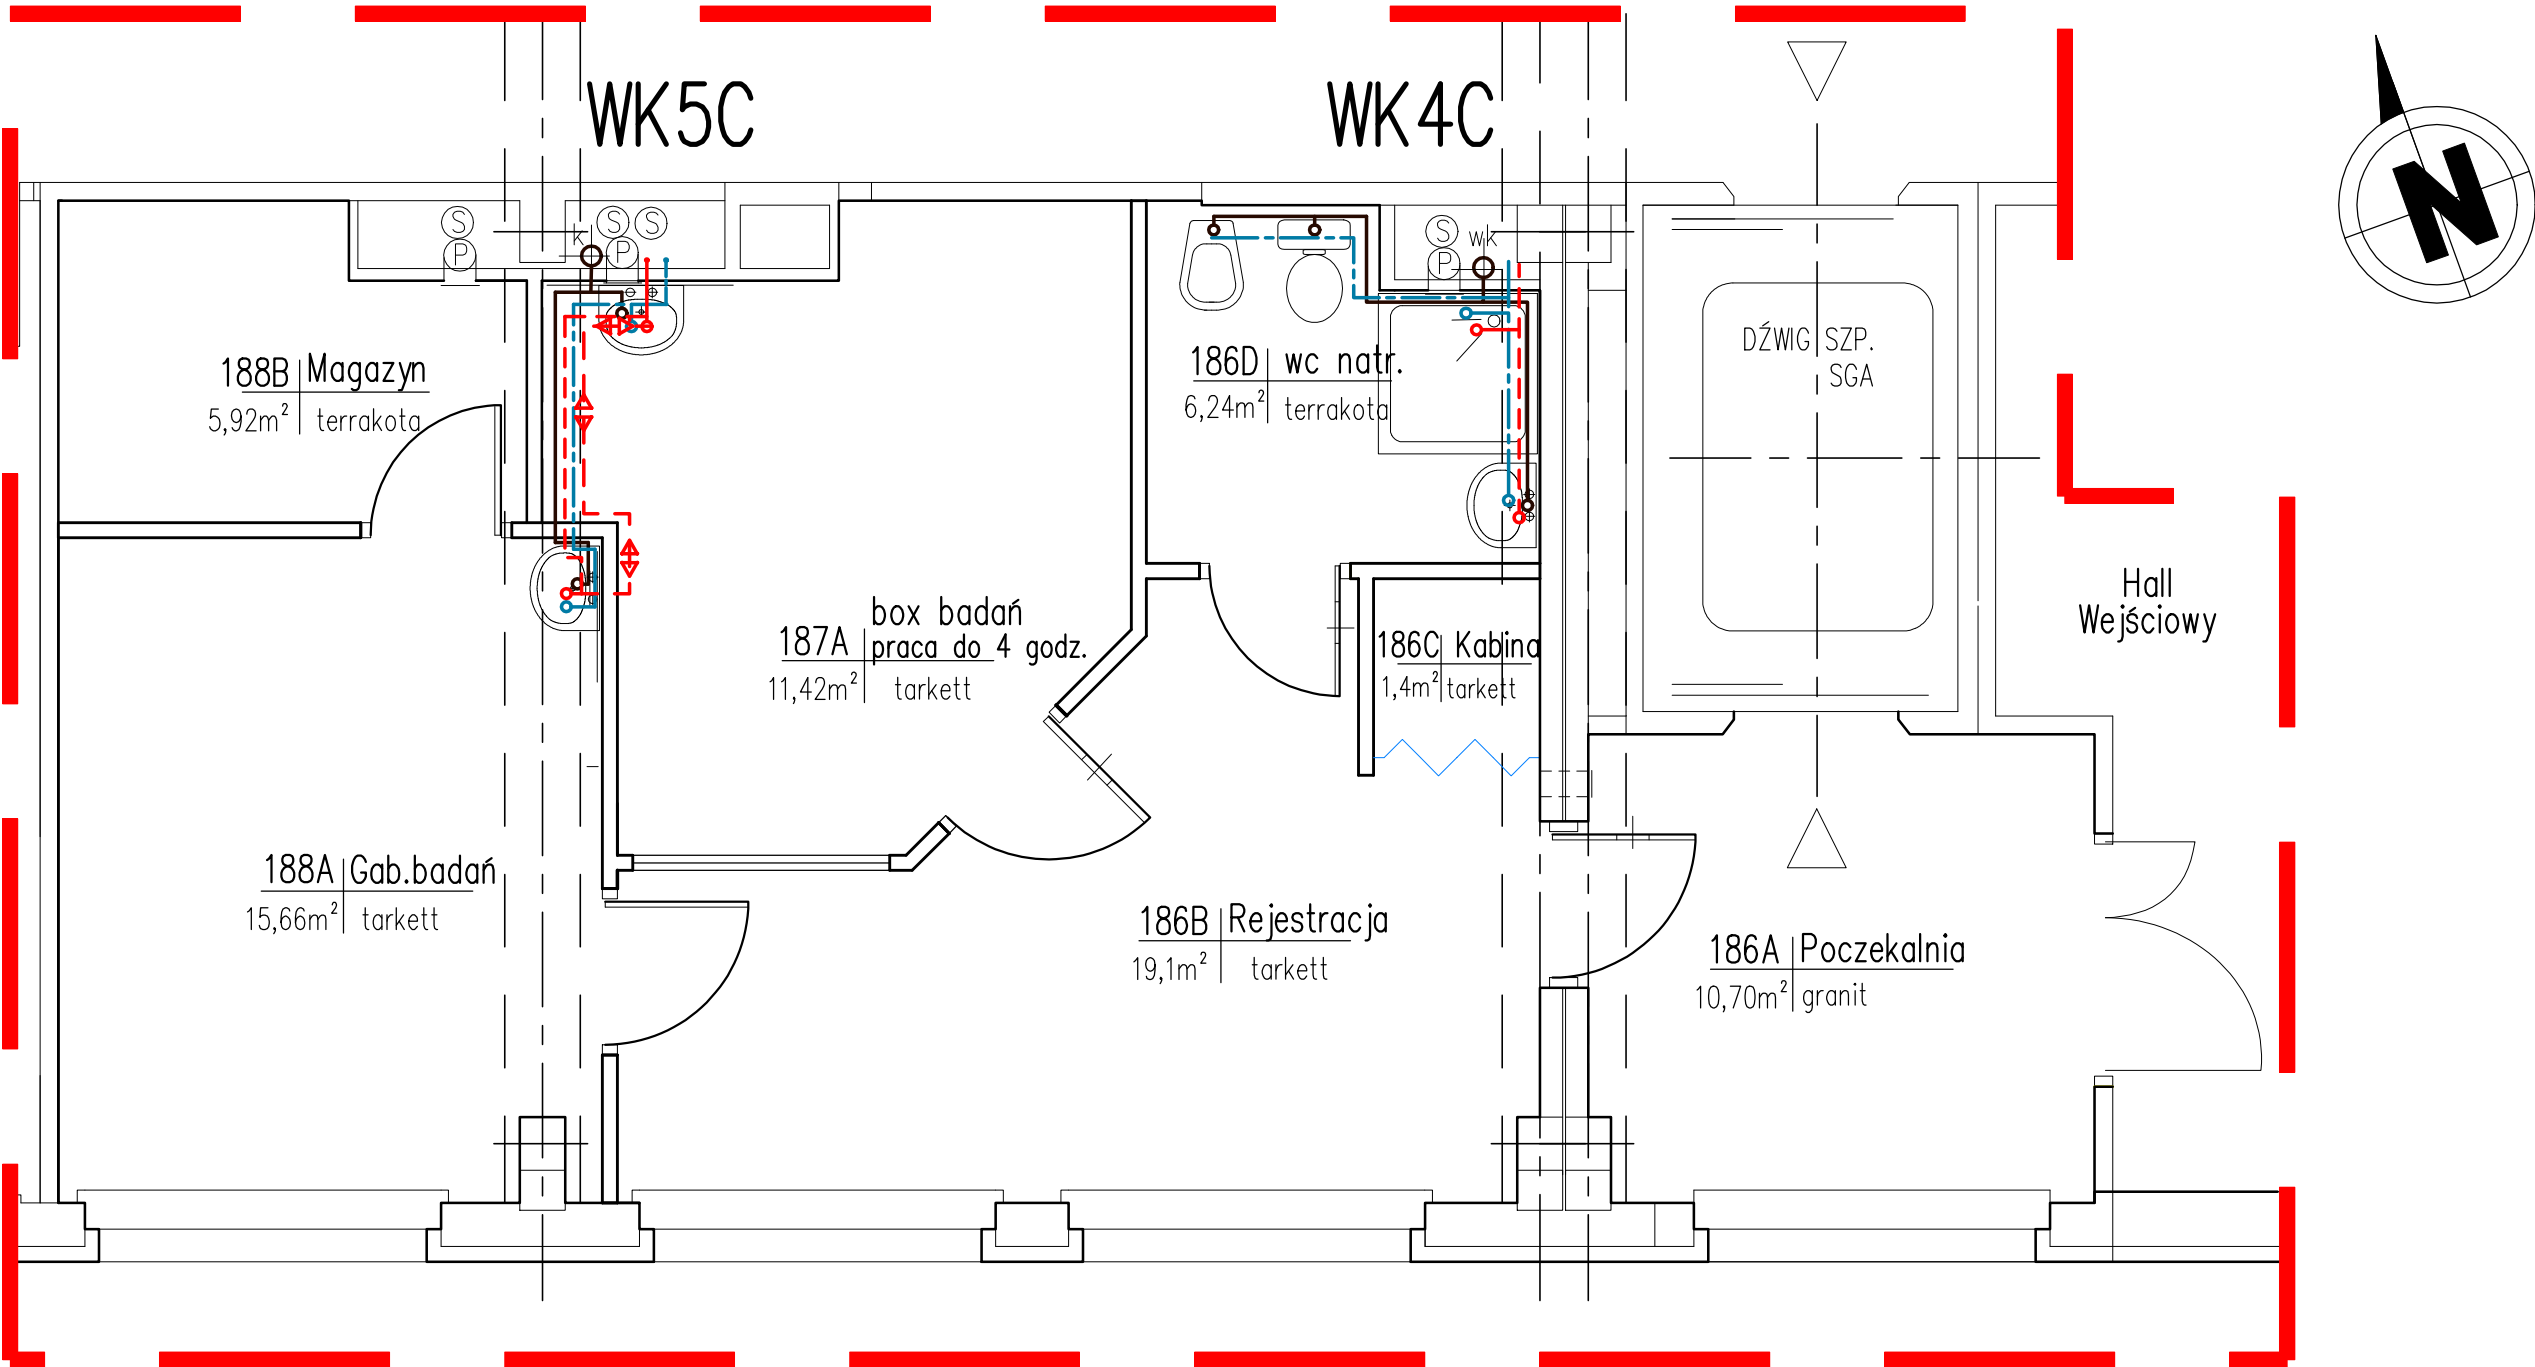 WK5C
WK4C
N
S
P
K
S
S
P
S
P
WK
DŹWIG SZP.
SGA
188B Magazyn
5,92m² terrakota
186D wc natr.
6,24m² terrakota
Hall
Wejściowy
187A box badań
praca do 4 godz.
11,42m² tarkett
186C Kabina
1,4m² tarkett
188A Gab.badań
15,66m² tarkett
186B Rejestracja
19,1m² tarkett
186A Poczekalnia
10,70m² granit